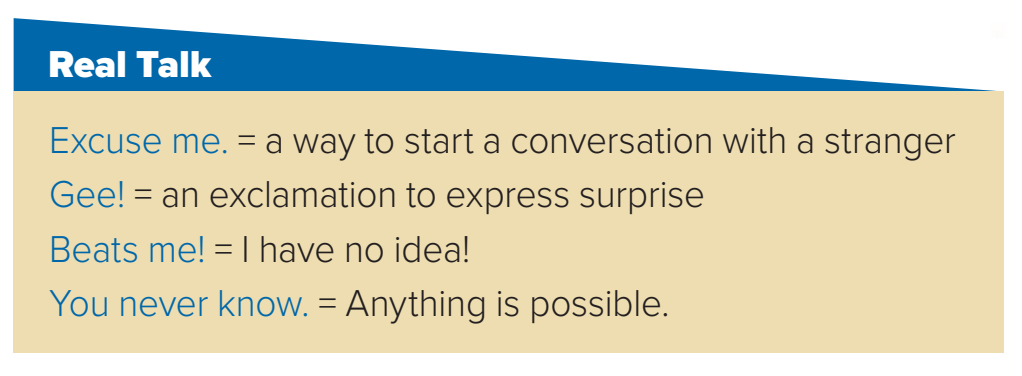 Real Talk
Excuse me. = a way to start a conversation with a stranger
Gee! = an exclamation to express surprise
Beats me! = I have no idea!
You never know. = Anything is possible.